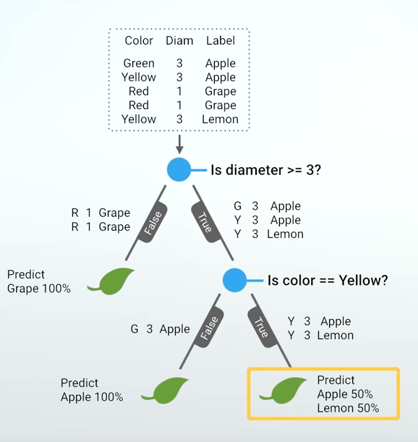 Color Diam Label
Green 3 Apple
Yellow 3 Apple
Red 1 Grape
Red 1 Grape
Yellow 3 Lemon
Is diameter >= 3?
R 1 Grape
R 1 Grape
False
True
G 3 Apple
Y 3 Apple
Y 3 Lemon
Predict
Grape 100%
Is color == Yellow?
G 3 Apple
False
True
Y 3 Apple
Y 3 Lemon
Predict
Apple 100%
Predict
Apple 50%
Lemon 50%